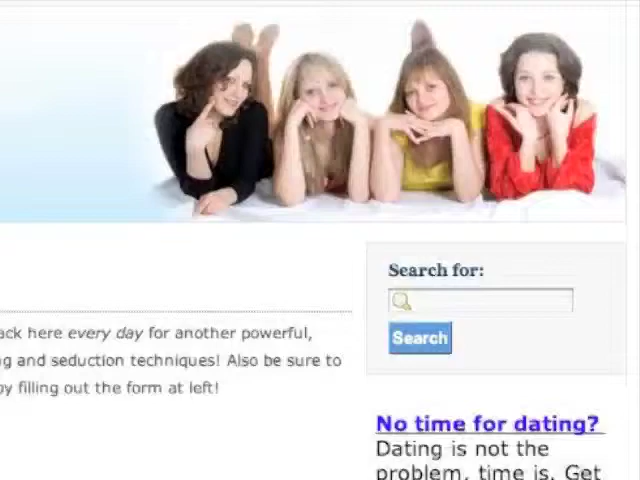 Search for:
Search
ack here every day for another powerful,
g and seduction techniques! Also be sure to
by filling out the form at left!
No time for dating?
Dating is not the
problem, time is. Get